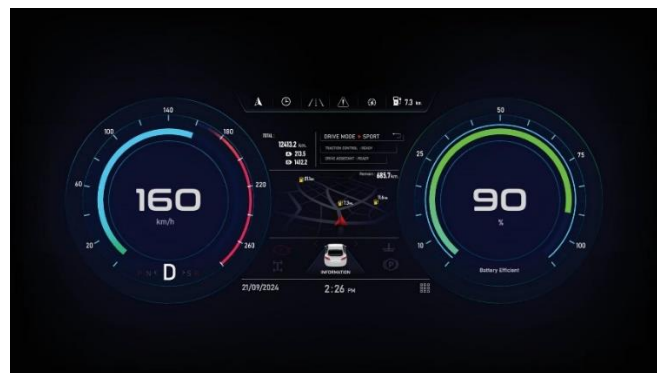 7.3 km
140
100
180
60
220
20
260
160
km/h
D
TOTAL :
12413.2 km
213.5
1412.2
DRIVE MODE • SPORT
TRACTION CONTROL : READY
DRIVE ASSISTANT : READY
685.7 km
INFORMATION
P
21/09/2024
2:26 PM
50
25
75
10
100
90
%
Battery Efficient